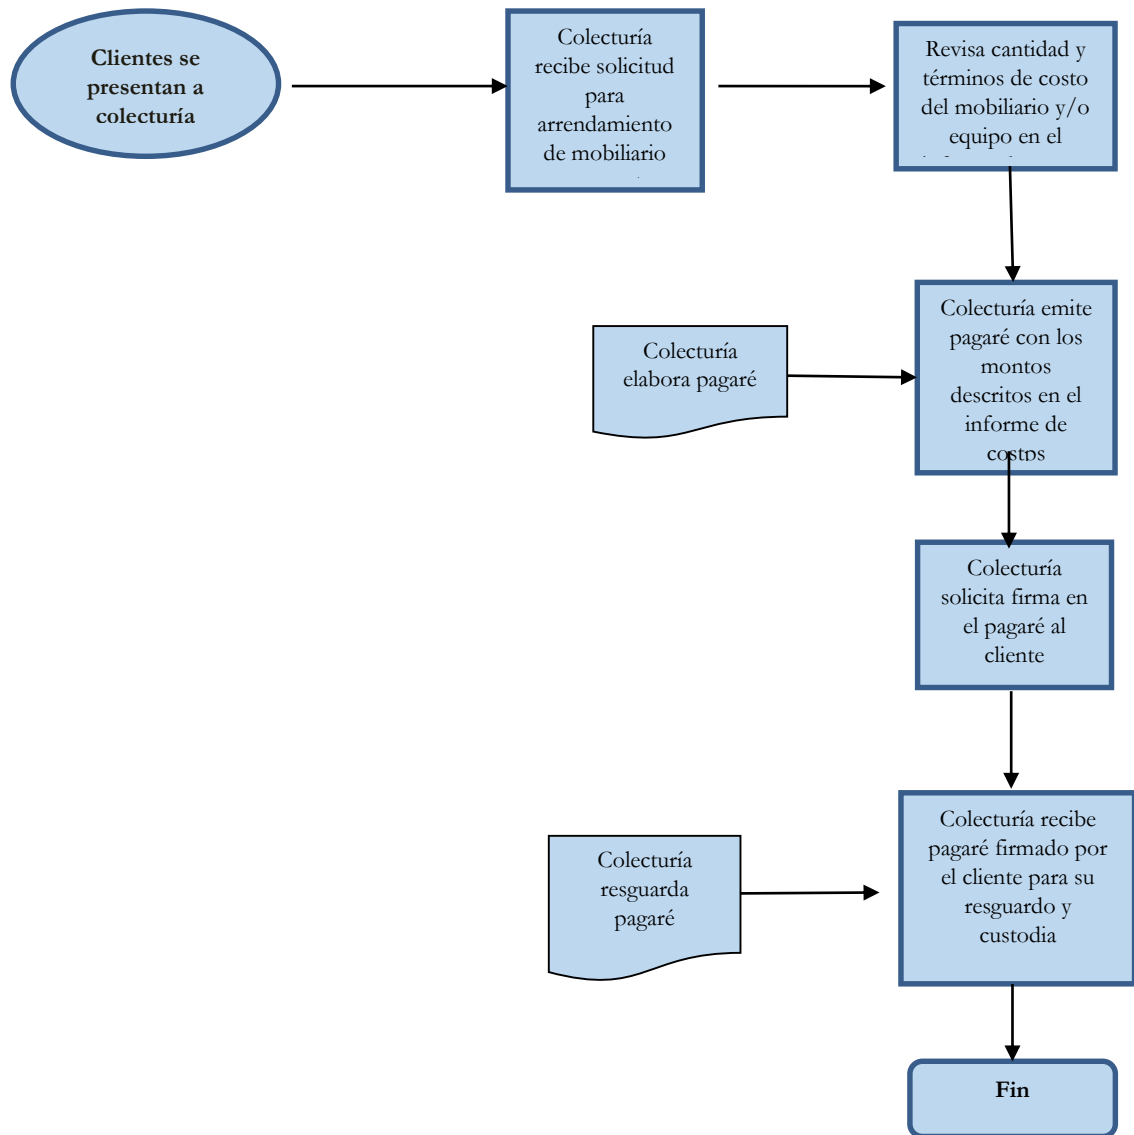 Clientes se
presentan a
colecturía
Colecturía
recibe solicitud
para
arrendamiento
de mobiliario
Revisa cantidad y
términos de costo
del mobiliario y/o
equipo en el
Colecturía emite
pagaré con los
montos
descritos en el
informe de
costos
Colecturía
elabora pagaré
Colecturía
solicita firma en
el pagaré al
cliente
Colecturía recibe
pagaré firmado por
el cliente para su
resguardo y
custodia
Colecturía
resguarda
pagaré
Fin